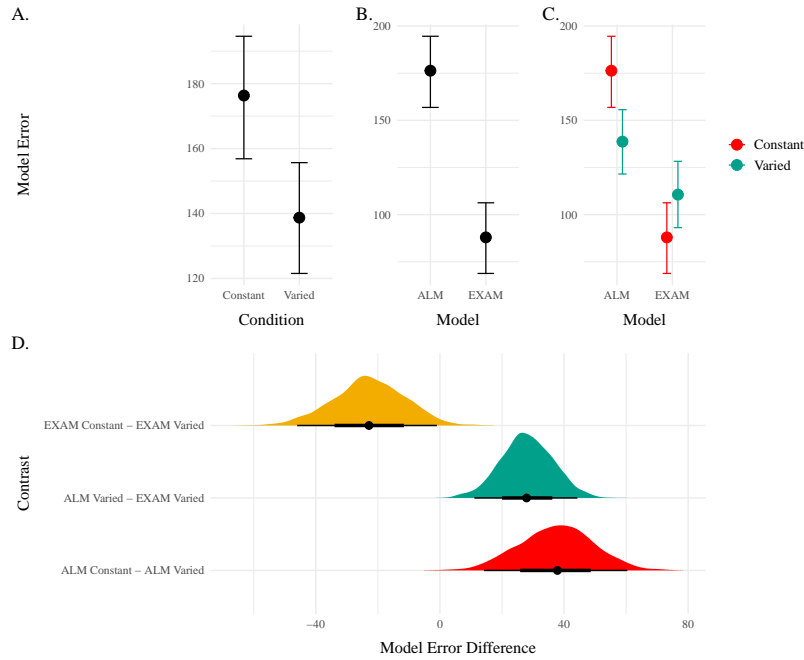 A.
B.
C.
Model Error
180
160
140
120
Constant
Varied
Condition
200
150
100
ALM
EXAM
Model
200
150
100
ALM
EXAM
Model
Constant
Varied
D.
Contrast
EXAM Constant − EXAM Varied
ALM Varied − EXAM Varied
ALM Constant − ALM Varied
−40
0
40
80
Model Error Difference